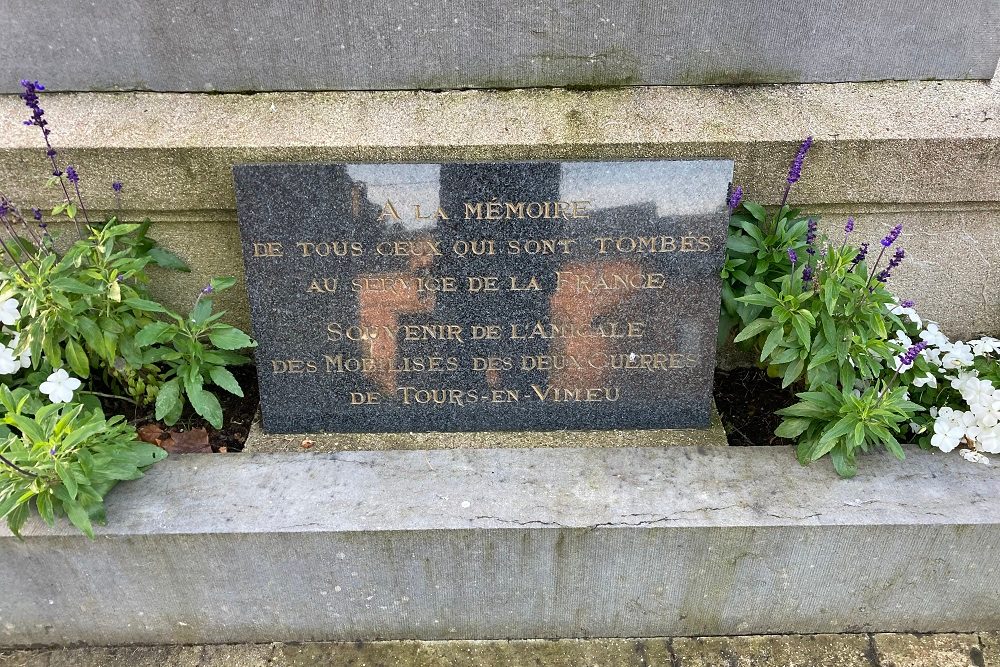 A LA MÉMOIRE
DE TOUS CEUX QUI SONT TOMBÉS
AU SERVICE DE LA FRANCE
SOUVENIR DE L'AMICALE
DES MOBILISÉS DES DEUX GUERRES
DE TOURS-EN-VIMEU